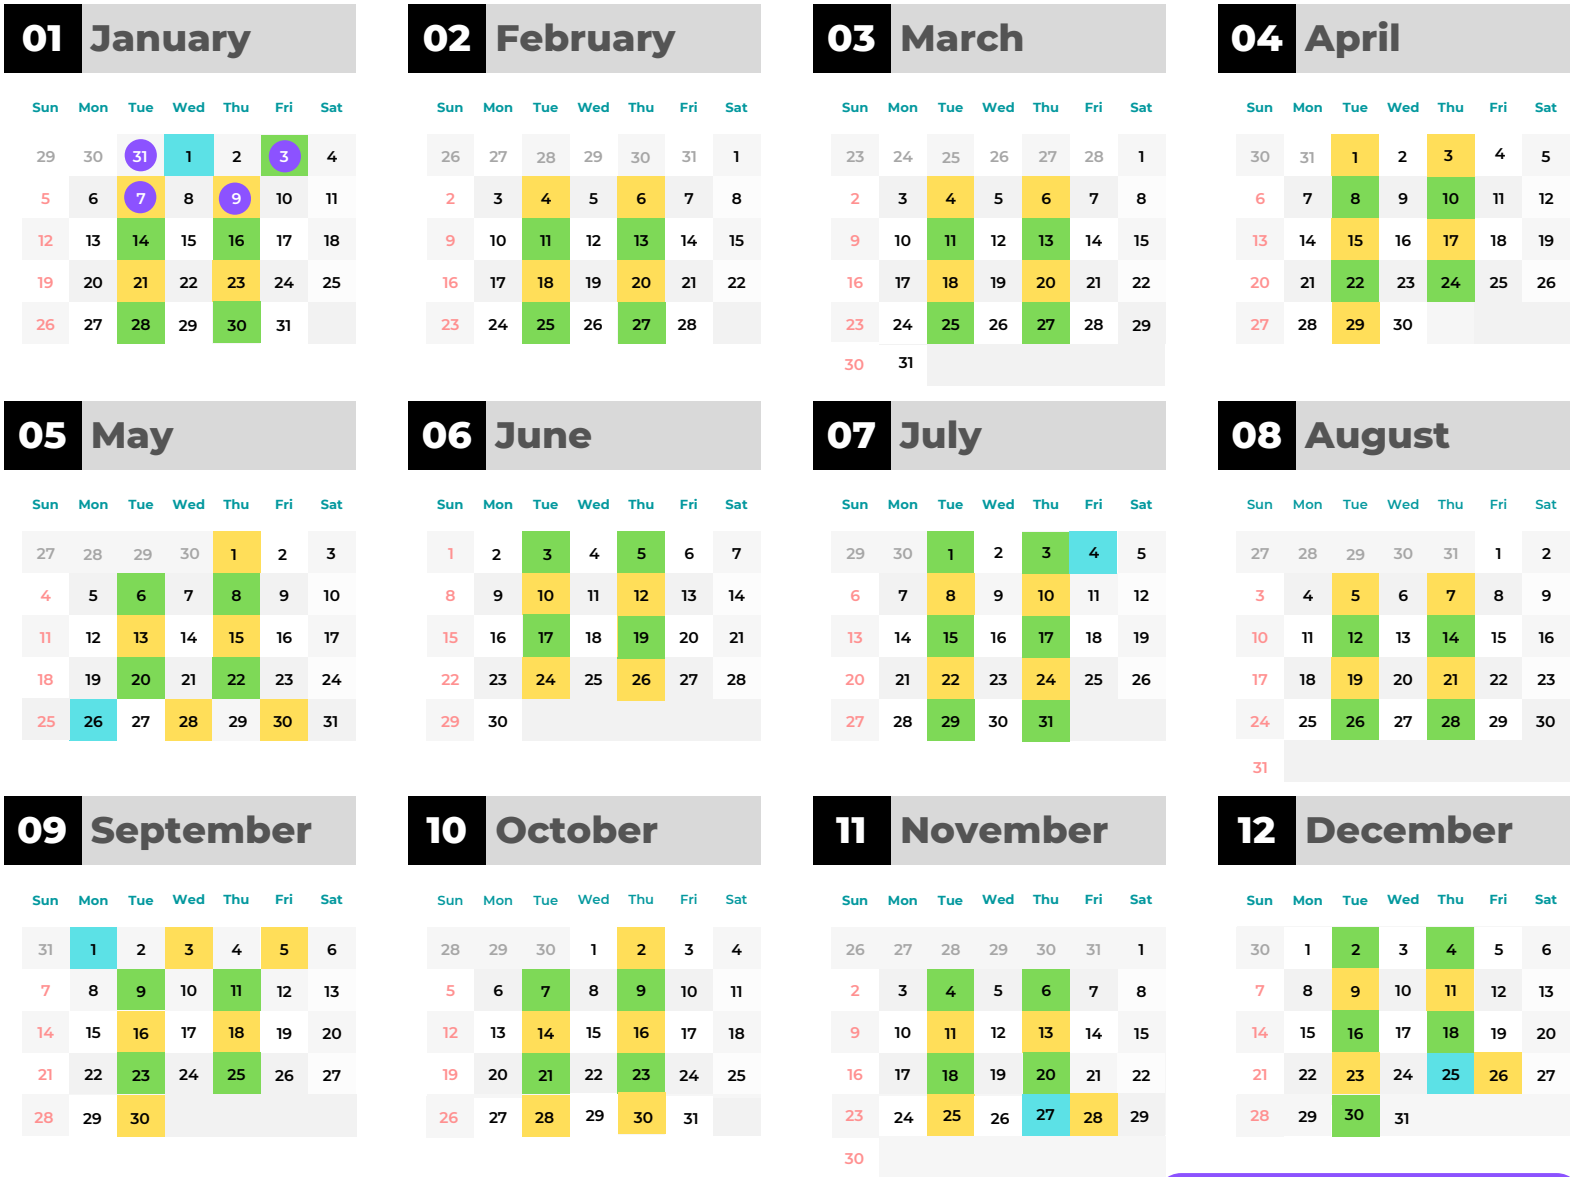 01 January
Sun Mon Tue Wed Thu Fri Sat
29 30 31 1 2 3 4
5 6 7 8 9 10 11
12 13 14 15 16 17 18
19 20 21 22 23 24 25
26 27 28 29 30 31
02 February
Sun Mon Tue Wed Thu Fri Sat
26 27 28 29 30 31 1
2 3 4 5 6 7 8
9 10 11 12 13 14 15
16 17 18 19 20 21 22
23 24 25 26 27 28
03 March
Sun Mon Tue Wed Thu Fri Sat
23 24 25 26 27 28 1
2 3 4 5 6 7 8
9 10 11 12 13 14 15
16 17 18 19 20 21 22
23 24 25 26 27 28 29
30 31
04 April
Sun Mon Tue Wed Thu Fri Sat
30 31 1 2 3 4 5
6 7 8 9 10 11 12
13 14 15 16 17 18 19
20 21 22 23 24 25 26
27 28 29 30
05 May
Sun Mon Tue Wed Thu Fri Sat
27 28 29 30 1 2 3
4 5 6 7 8 9 10
11 12 13 14 15 16 17
18 19 20 21 22 23 24
25 26 27 28 29 30 31
06 June
Sun Mon Tue Wed Thu Fri Sat
1 2 3 4 5 6 7
8 9 10 11 12 13 14
15 16 17 18 19 20 21
22 23 24 25 26 27 28
29 30
07 July
Sun Mon Tue Wed Thu Fri Sat
29 30 1 2 3 4 5
6 7 8 9 10 11 12
13 14 15 16 17 18 19
20 21 22 23 24 25 26
27 28 29 30 31
08 August
Sun Mon Tue Wed Thu Fri Sat
27 28 29 30 31 1 2
3 4 5 6 7 8 9
10 11 12 13 14 15 16
17 18 19 20 21 22 23
24 25 26 27 28 29 30
31
09 September
Sun Mon Tue Wed Thu Fri Sat
31 1 2 3 4 5 6
7 8 9 10 11 12 13
14 15 16 17 18 19 20
21 22 23 24 25 26 27
28 29 30
10 October
Sun Mon Tue Wed Thu Fri Sat
28 29 30 1 2 3 4
5 6 7 8 9 10 11
12 13 14 15 16 17 18
19 20 21 22 23 24 25
26 27 28 29 30 31
11 November
Sun Mon Tue Wed Thu Fri Sat
26 27 28 29 30 31 1
2 3 4 5 6 7 8
9 10 11 12 13 14 15
16 17 18 19 20 21 22
23 24 25 26 27 28 29
30
12 December
Sun Mon Tue Wed Thu Fri Sat
30 1 2 3 4 5 6
7 8 9 10 11 12 13
14 15 16 17 18 19 20
21 22 23 24 25 26 27
28 29 30 31